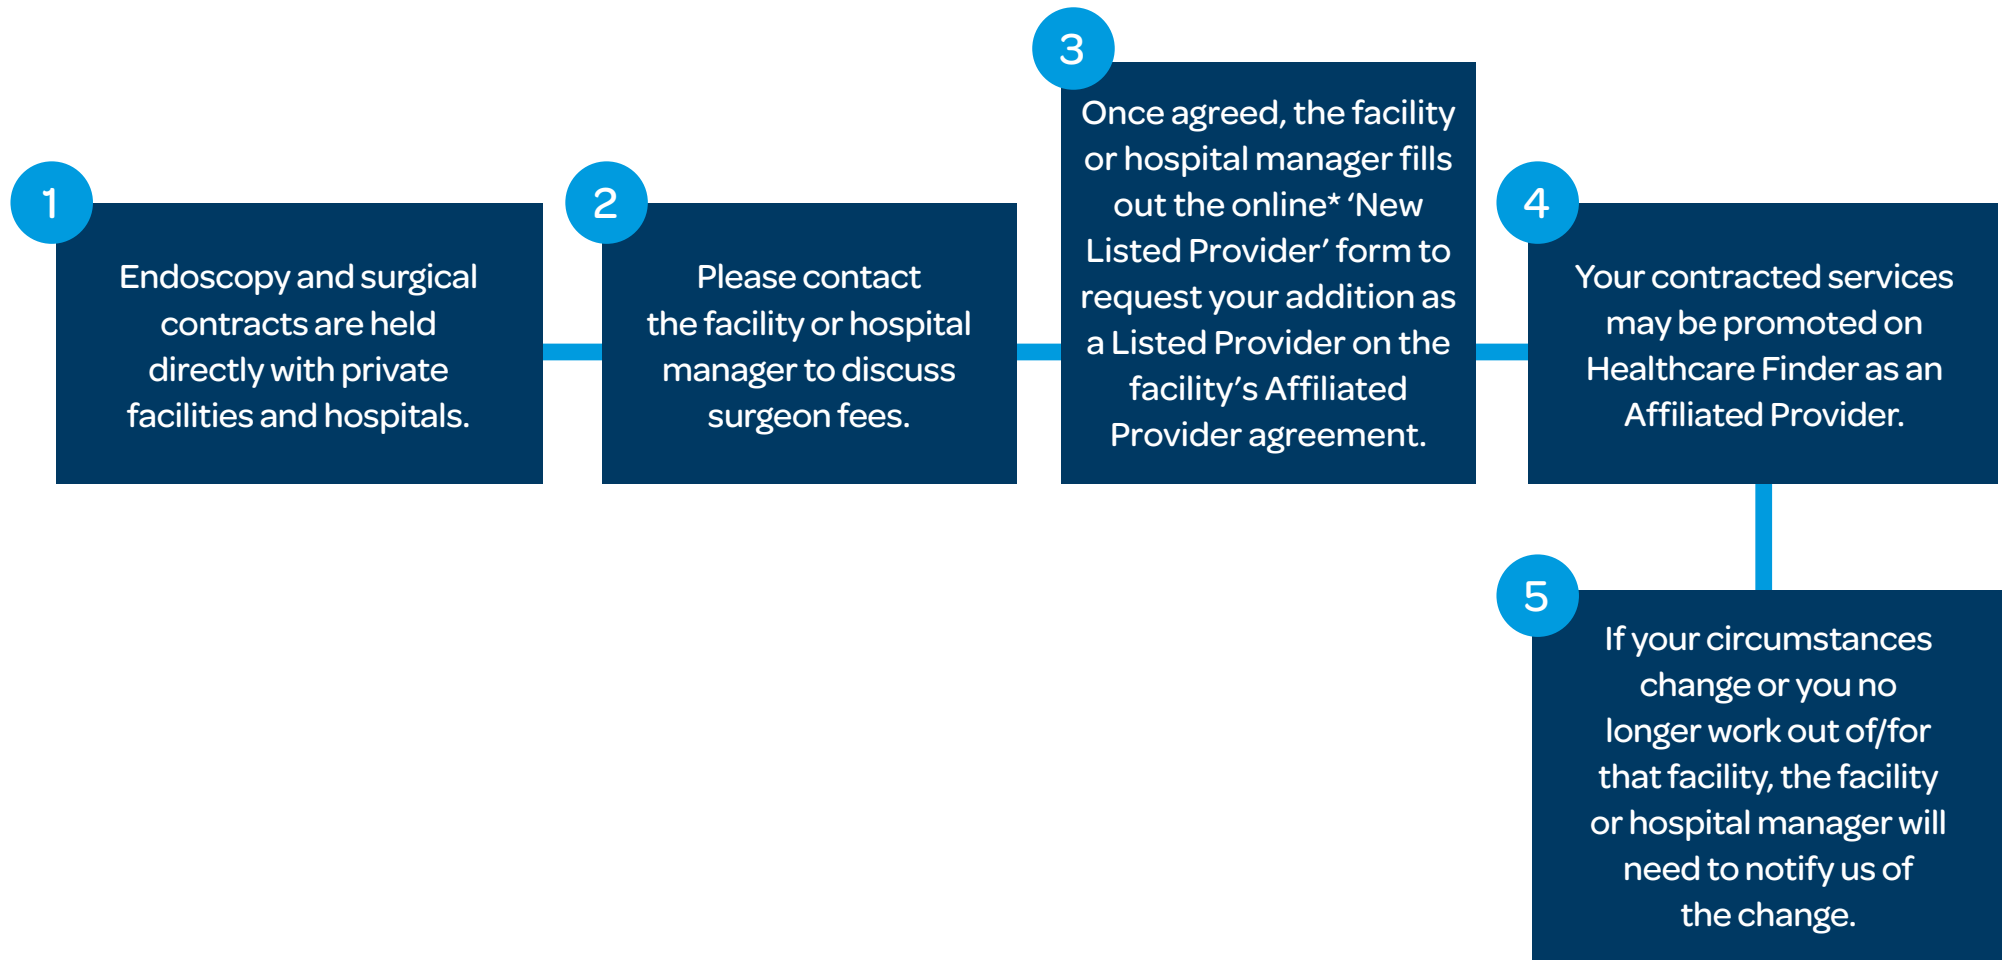 1
Endoscopy and surgical
contracts are held
directly with private
facilities and hospitals.
2
Please contact
the facility or hospital
manager to discuss
surgeon fees.
3
Once agreed, the facility
or hospital manager fills
out the online* ‘New
Listed Provider’ form to
request your addition as
a Listed Provider on the
facility’s Affiliated
Provider agreement.
4
Your contracted services
may be promoted on
Healthcare Finder as an
Affiliated Provider.
5
If your circumstances
change or you no
longer work out of/for
that facility, the facility
or hospital manager will
need to notify us of
the change.